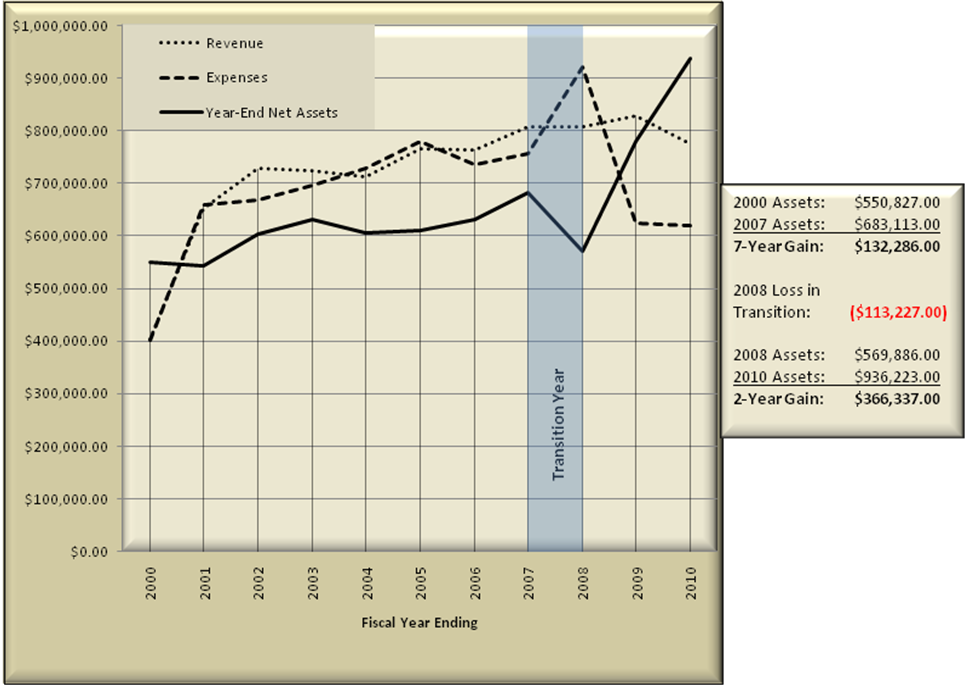 $1,000,000.00
$900,000.00
$800,000.00
$700,000.00
$600,000.00
$500,000.00
$400,000.00
$300,000.00
$200,000.00
$100,000.00
$0.00
Revenue
Expenses
Year-End Net Assets
Transition Year
2000
2001
2002
2003
2004
2005
2006
2007
2008
2009
2010
Fiscal Year Ending
2000 Assets: $550,827.00
2007 Assets: $683,113.00
7-Year Gain: $132,286.00
2008 Loss in
Transition: ($113,227.00)
2008 Assets: $569,886.00
2010 Assets: $936,223.00
2-Year Gain: $366,337.00